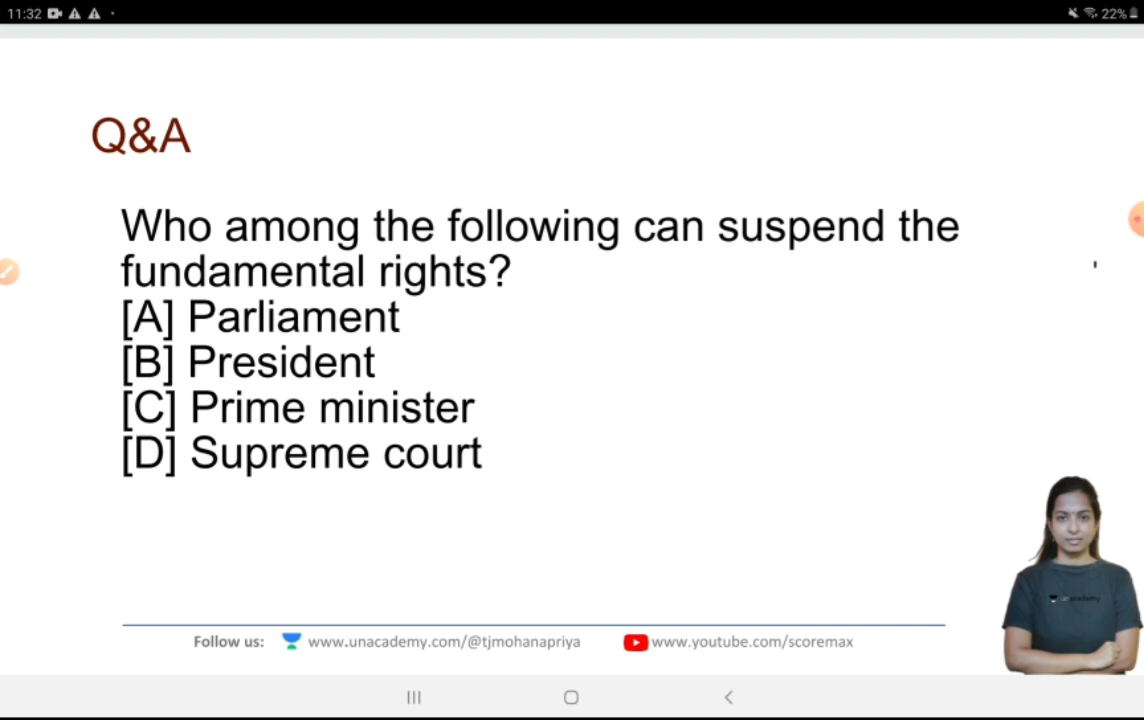 11:32
22%
Q&A
Who among the following can suspend the
fundamental rights?
[A] Parliament
[B] President
[C] Prime minister
[D] Supreme court
unacademy
Follow us: www.unacademy.com/@tjmohanapriya www.youtube.com/scoremax